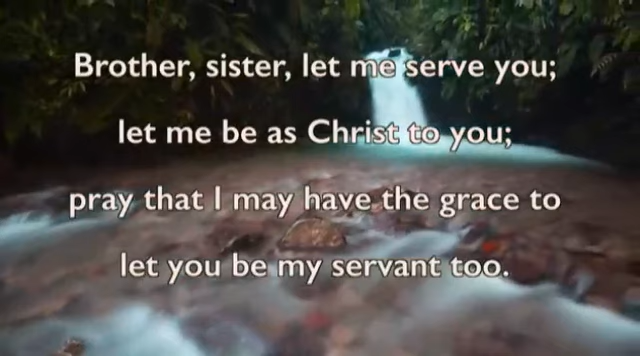 Brother, sister, let me serve you;
let me be as Christ to you;
pray that I may have the grace to
let you be my servant too.